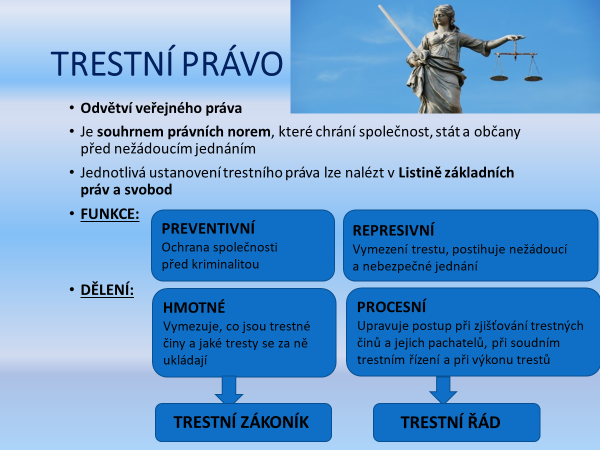 TRESTNÍ PRÁVO
• Odvětví veřejného práva
• Je souhrnem právních norem, které chrání společnost, stát a občany
před nežádoucím jednáním
• Jednotlivá ustanovení trestního práva lze nalézt v Listině základních
práv a svobod
• FUNKCE:
PREVENTIVNÍ
Ochrana společnosti
před kriminalitou
REPRESIVNÍ
Vymezení trestu, postihuje nežádoucí
a nebezpečné jednání
• DĚLENÍ:
HMOTNÉ
Vymezuje, co jsou trestné
činy a jaké tresty se za ně
ukládají
PROCESNÍ
Upravuje postup při zjišťování trestných
činů a jejich pachatelů, při soudním
trestním řízení a při výkonu trestů
TRESTNÍ ZÁKONÍK
TRESTNÍ ŘÁD